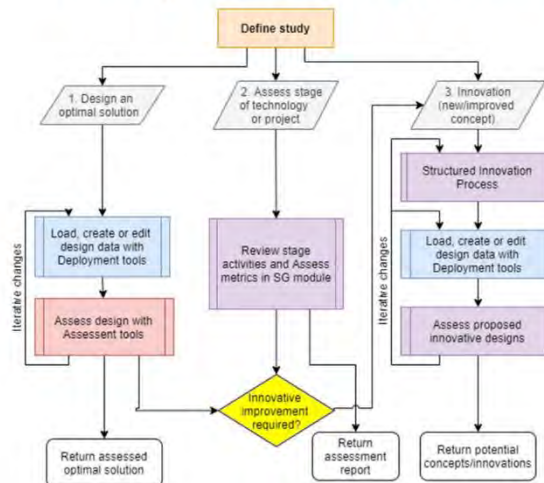 Define study
1. Design an
optimal solution
2. Assess stage
of technology
or project
3. Innovation
(new/improved
concept)
Structured Innovation
Process
Load, create or edit
design data with
Deployment tools
Review stage
activities and Assess
metrics in SG module
Load, create or edit
design data with
Deployment tools
Iterative changes
Assess design with
Assessent tools
Iterative changes
Assess proposed
innovative designs
Innovative
improvement
required?
Return assessed
optimal solution
Return
assessment
report
Return potential
concepts/innovations